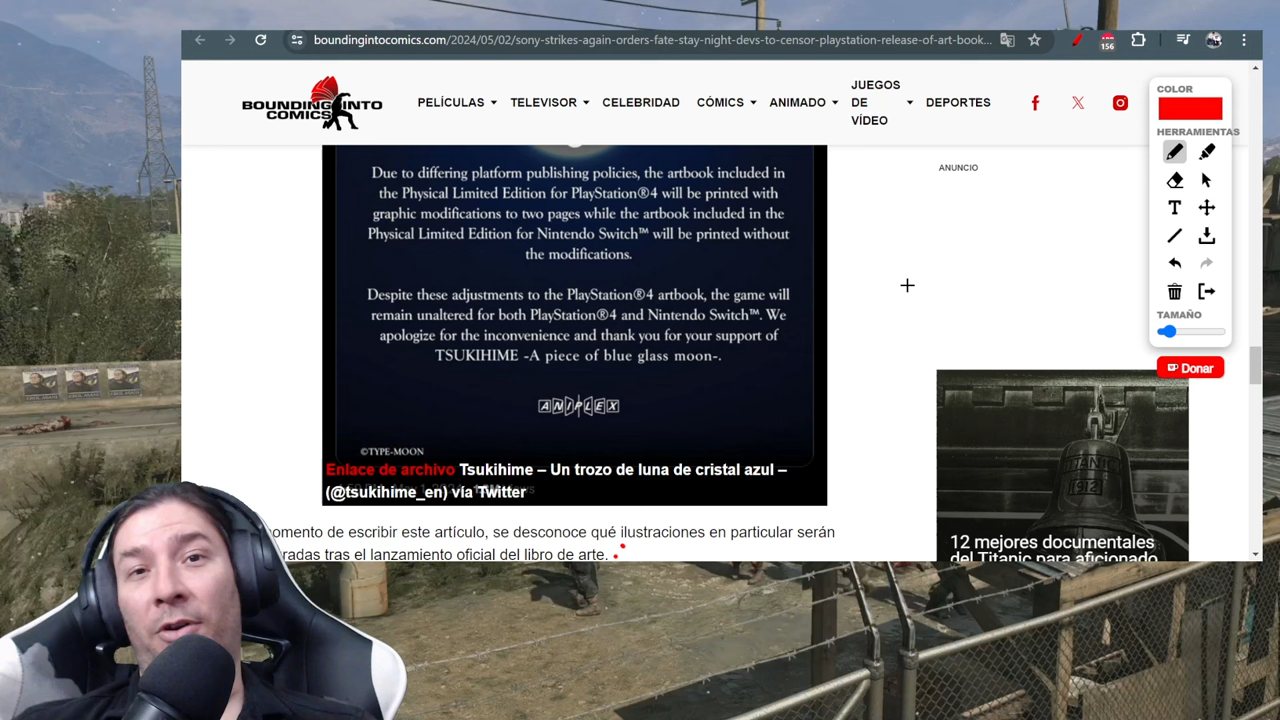 boundingintocomics.com/2024/05/02/sony-strikes-again-orders-fate-stay-night-devs-to-censor-playstation-release-of-art-book...
156
BOUNDING INTO
COMICS
PELÍCULAS
TELEVISOR
CELEBRIDAD
CÓMICS
ANIMADO
JUEGOS
DE
VÍDEO
DEPORTES
COLOR
HERRAMIENTAS
T
TAMAÑO
Donar
ANUNCIO
Due to differing platform publishing policies, the artbook included in
the Physical Limited Edition for PlayStation®4 will be printed with
graphic modifications to two pages while the artbook included in the
Physical Limited Edition for Nintendo Switch™ will be printed without
the modifications.
Despite these adjustments to the PlayStation®4 artbook, the game will
remain unaltered for both PlayStation®4 and Nintendo Switch™. We
apologize for the inconvenience and thank you for your support of
TSUKIHIME -A piece of blue glass moon-.
ANIPLEX
©TYPE-MOON
Enlace de archivo Tsukihime – Un trozo de luna de cristal azul –
(@tsukihime_en) vía Twitter
omento de escribir este artículo, se desconoce qué ilustraciones en particular serán
radas tras el lanzamiento oficial del libro de arte.
TITANIC
1912
12 mejores documentales
del Titanic para aficionado